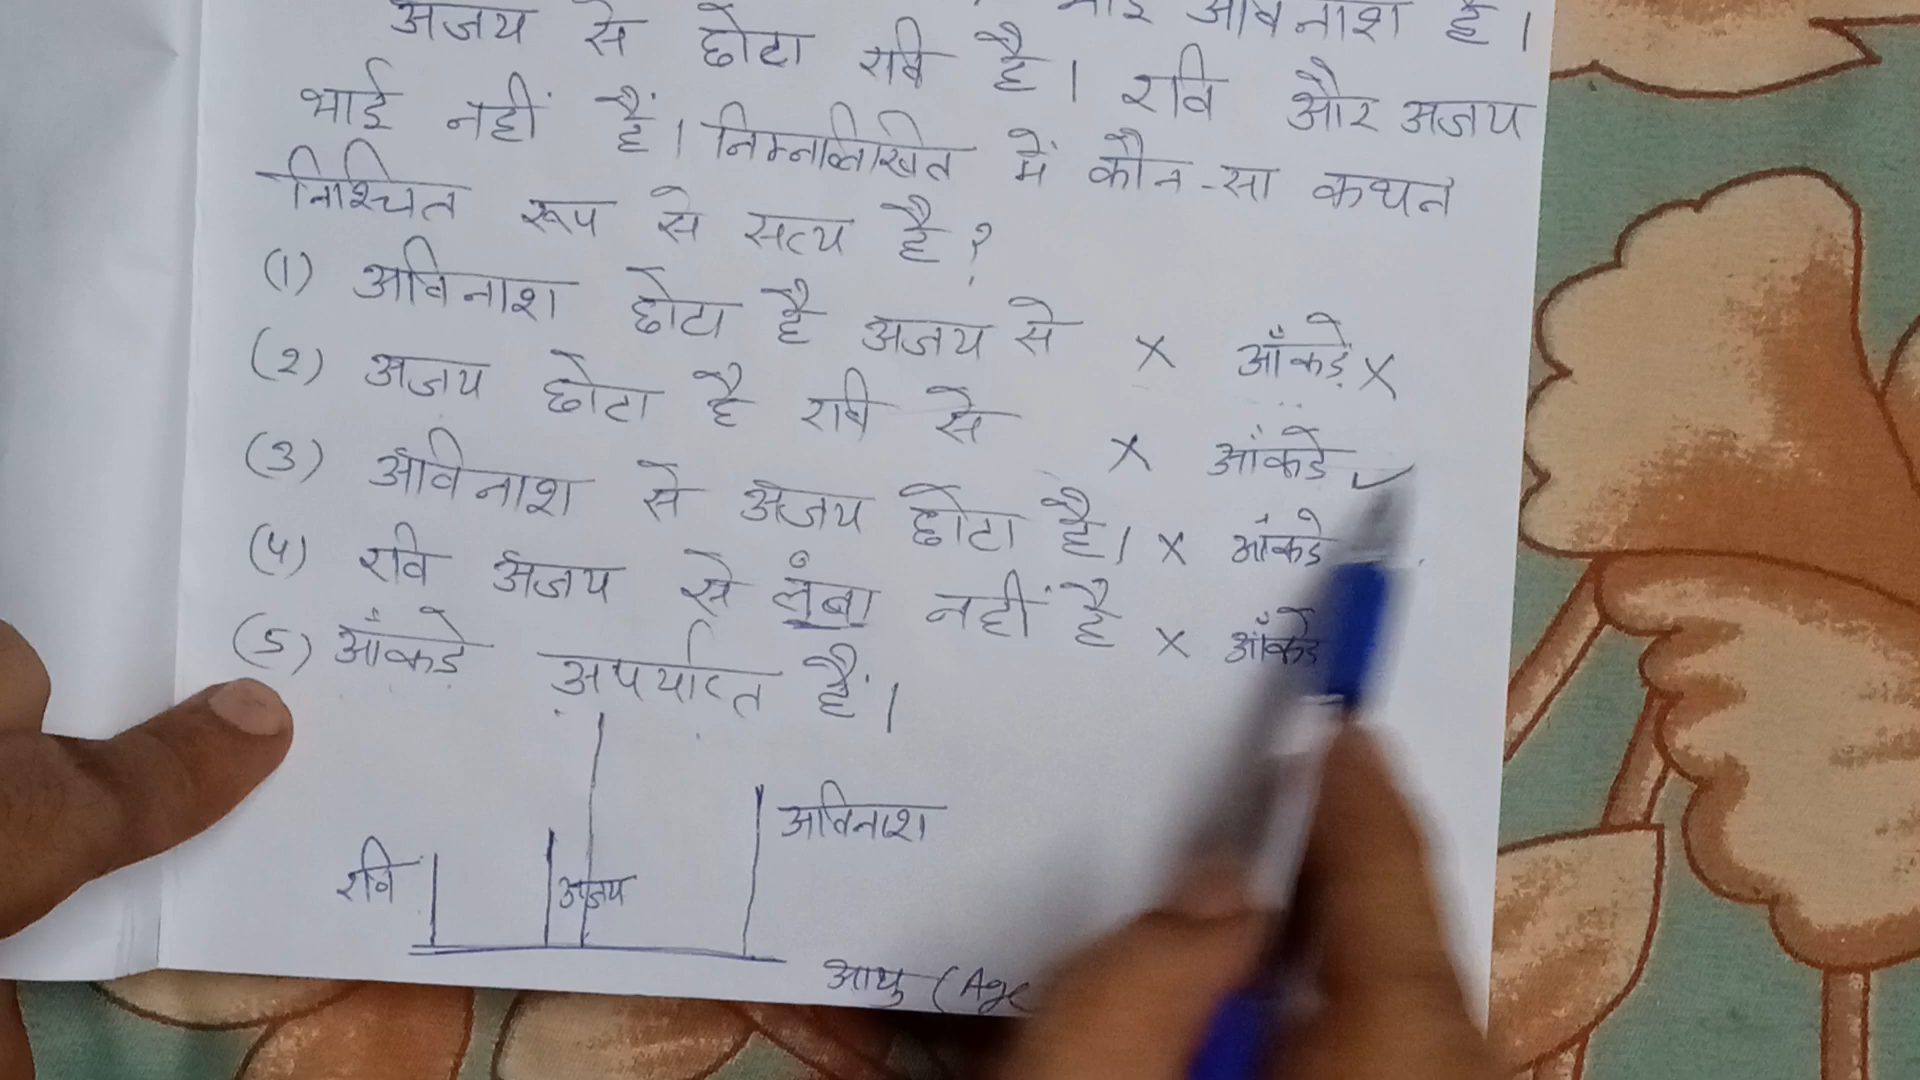 भाई अविनाश है।
अजय से छोटा रवि है। रवि और अजय
भाई नहीं हैं। निम्नलिखित में कौन-सा कथन
निश्चित रूप से सत्य है?
(1) अविनाश छोटा है अजय से × आँकड़े ×
(2) अजय छोटा है रवि से × आंकडे ✓
(3) अविनाश से अजय छोटा है। × आंकडे
(4) रवि अजय से लंबा नहीं है × आँकडे
(5) आँकड़े अपर्याप्त हैं।
रवि अजय अविनाश
आयु (Age